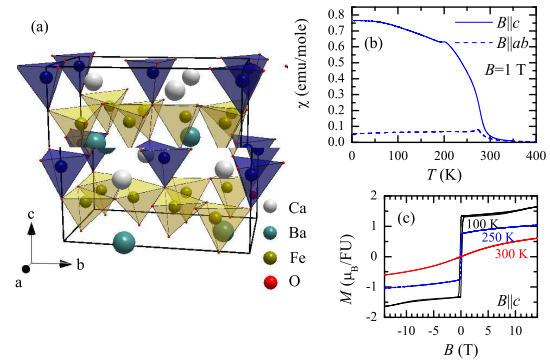 (a)
Ca
Ba
Fe
O
c
b
a
χ (emu/mole)
0.8
0.7
0.6
0.5
0.4
0.3
0.2
0.1
0.0
(b)
B||c
B||ab
B=1 T
0 100 200 300 400
T (K)
M (μB/FU)
2
1
0
-1
-2
(c)
100 K
250 K
300 K
B||c
-10 -5 0 5 10
B (T)